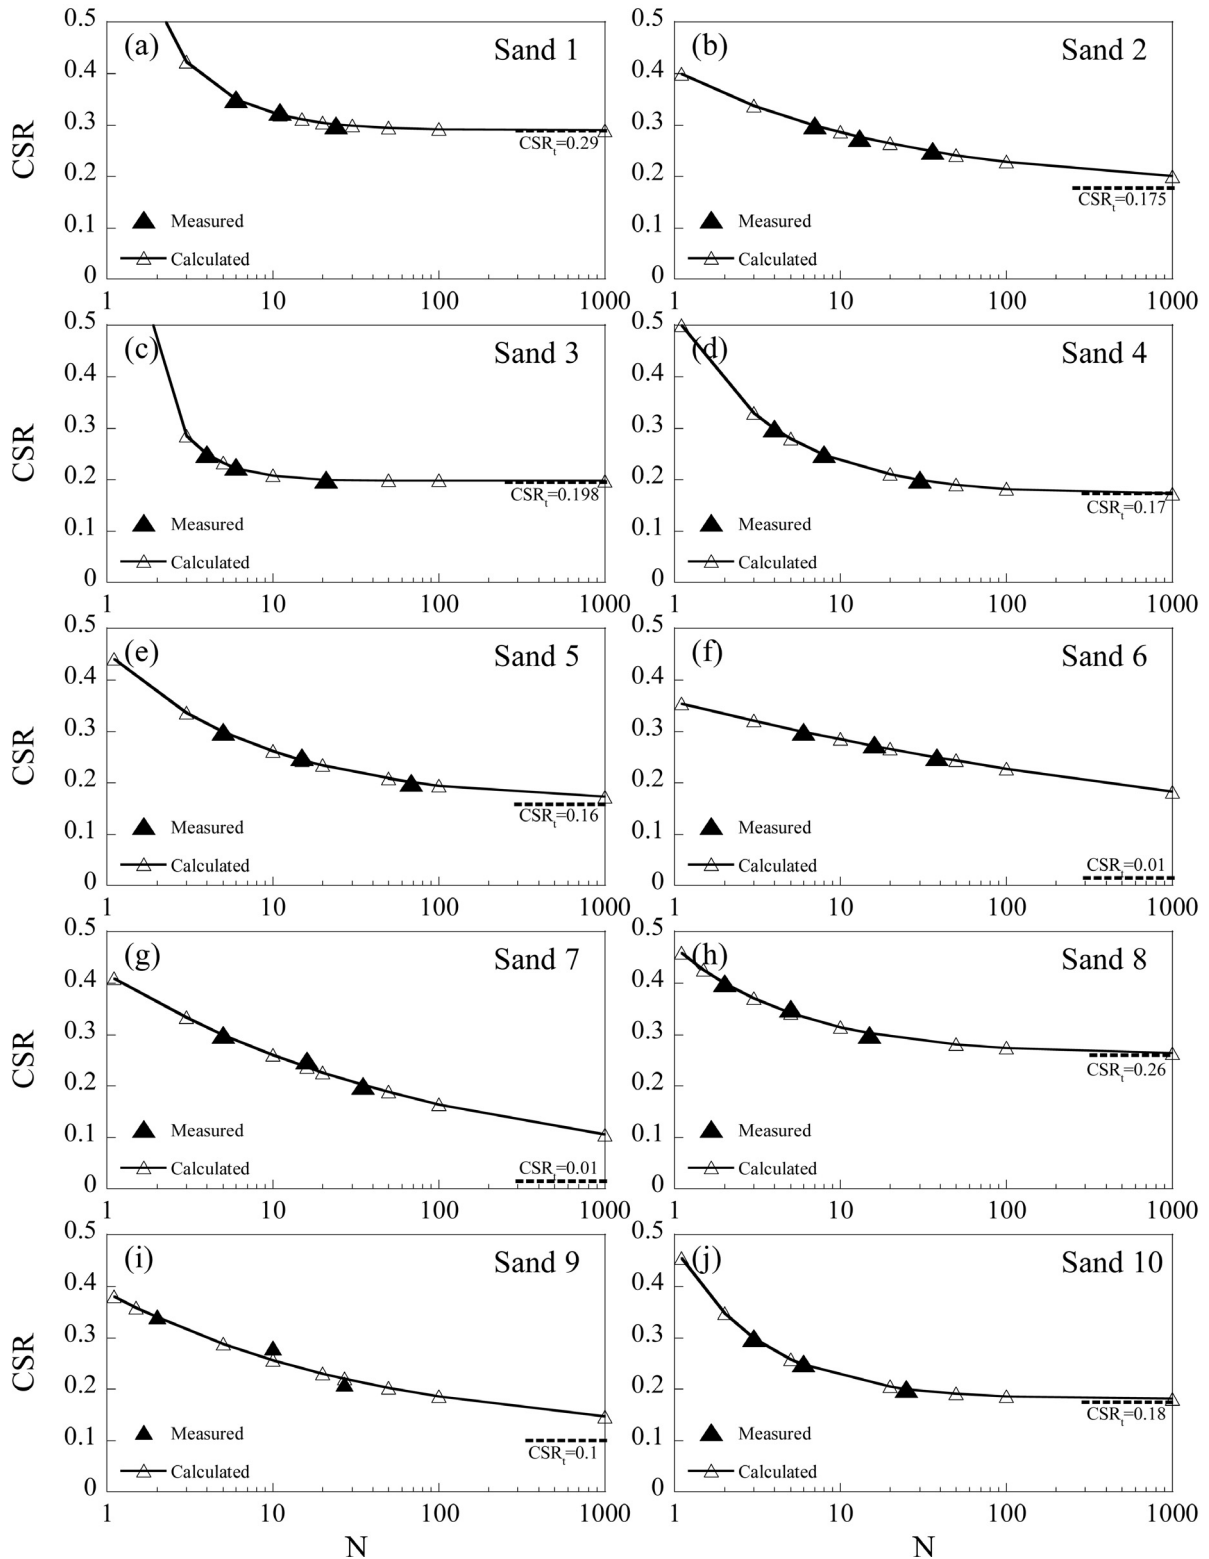 0.5
(a)
Sand 1
0.4
0.3
CSRt=0.29
0.2
Measured
0.1
Calculated
0
CSR
1
10
100
1000
0.5
(b)
Sand 2
0.4
0.3
0.2
CSRt=0.175
Measured
0.1
Calculated
0
1
10
100
1000
0.5
(c)
Sand 3
0.4
0.3
0.2
CSRt=0.198
Measured
0.1
Calculated
0
CSR
1
10
100
1000
0.5
(d)
Sand 4
0.4
0.3
0.2
CSRt=0.17
Measured
0.1
Calculated
0
1
10
100
1000
0.5
(e)
Sand 5
0.4
0.3
0.2
CSRt=0.16
Measured
0.1
Calculated
0
CSR
1
10
100
1000
0.5
(f)
Sand 6
0.4
0.3
0.2
Measured
0.1
Calculated
CSRt=0.01
0
1
10
100
1000
0.5
(g)
Sand 7
0.4
0.3
0.2
Measured
0.1
Calculated
CSRt=0.01
0
CSR
1
10
100
1000
0.5
(h)
Sand 8
0.4
0.3
CSRt=0.26
0.2
Measured
0.1
Calculated
0
1
10
100
1000
0.5
(i)
Sand 9
0.4
0.3
0.2
Measured
0.1
CSRt=0.1
Calculated
0
CSR
1
10
100
1000
N
0.5
(j)
Sand 10
0.4
0.3
0.2
CSRt=0.18
Measured
0.1
Calculated
0
1
10
100
1000
N